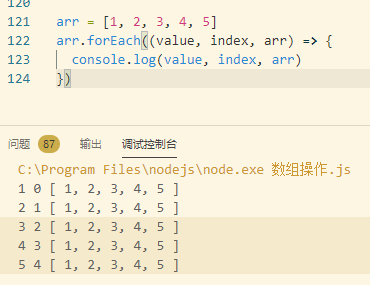 120
121 arr = [1, 2, 3, 4, 5]
122 arr.forEach((value, index, arr) => {
123 console.log(value, index, arr)
124 })
问题 87 输出 调试控制台
C:\Program Files\nodejs\node.exe 数组操作.js
1 0 [ 1, 2, 3, 4, 5 ]
2 1 [ 1, 2, 3, 4, 5 ]
3 2 [ 1, 2, 3, 4, 5 ]
4 3 [ 1, 2, 3, 4, 5 ]
5 4 [ 1, 2, 3, 4, 5 ]